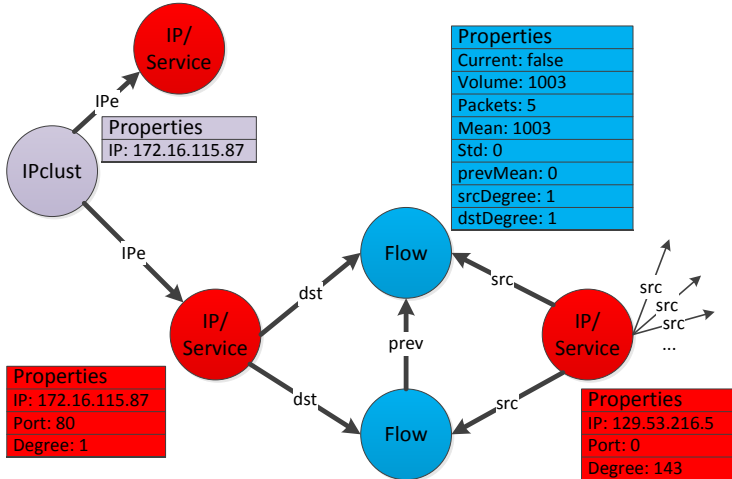 IP/
Service
IPe
Properties
IP: 172.16.115.87
IPclust
IPe
Properties
Current: false
Volume: 1003
Packets: 5
Mean: 1003
Std: 0
prevMean: 0
srcDegree: 1
dstDegree: 1
Flow
dst
src
IP/
Service
prev
IP/
Service
src
src
src
...
dst
src
Flow
Properties
IP: 172.16.115.87
Port: 80
Degree: 1
Properties
IP: 129.53.216.5
Port: 0
Degree: 143